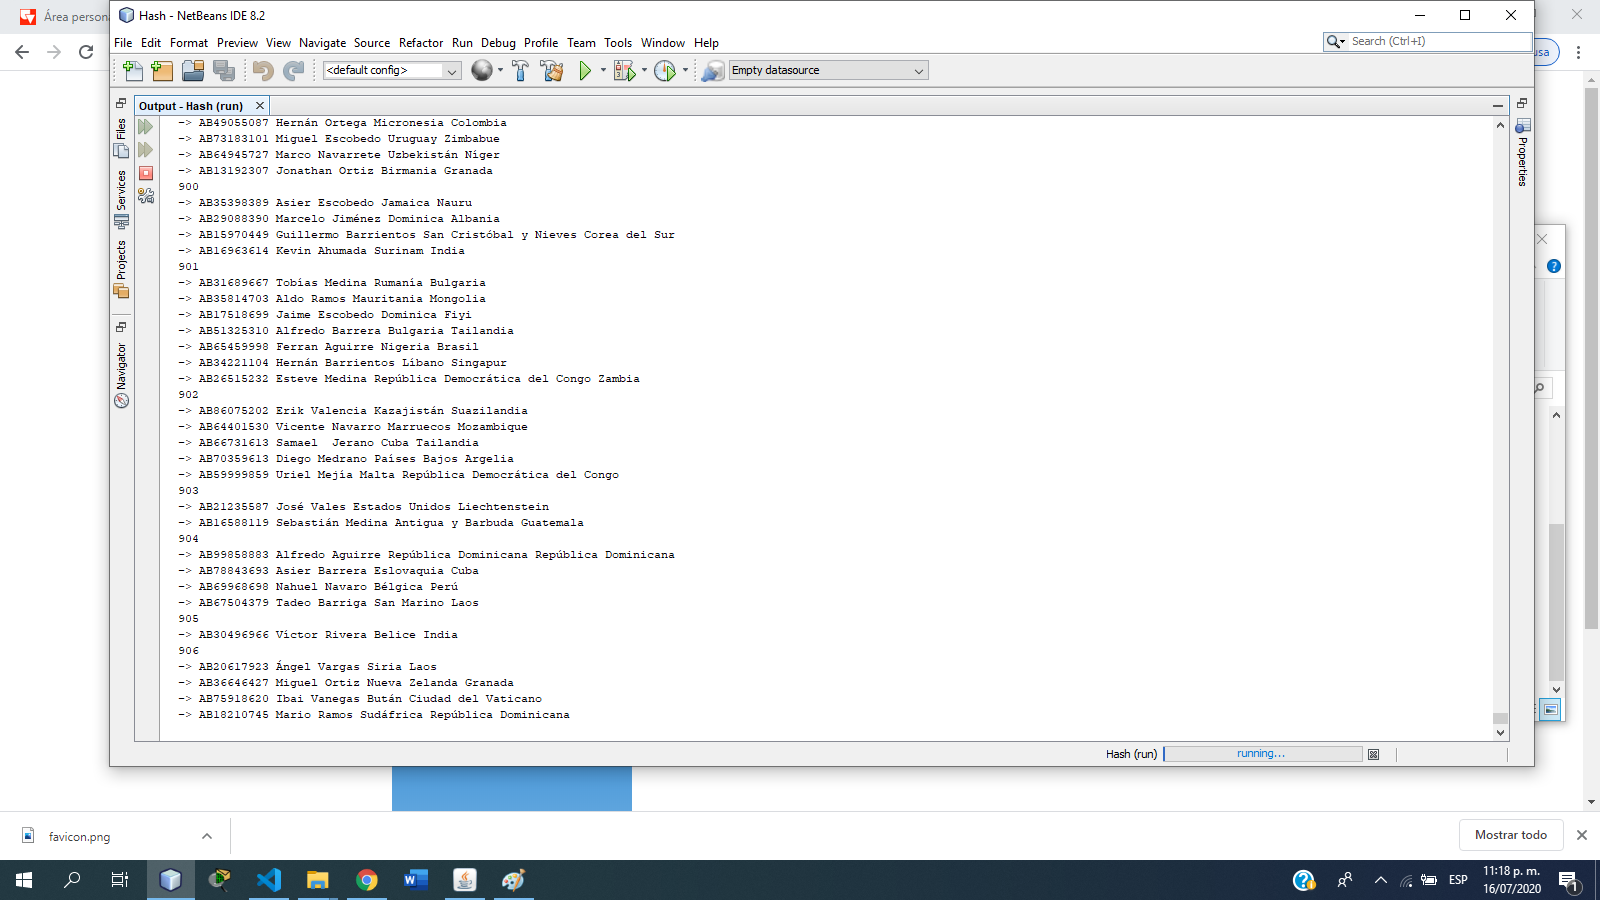 Área persona
Hash - NetBeans IDE 8.2
File Edit Format Preview View Navigate Source Refactor Run Debug Profile Team Tools Window Help
Search (Ctrl+I)
usa
<default config>
Empty datasource
Output - Hash (run)
Files
Services
Projects
Navigator
Properties
-> AB49055087 Hernán Ortega Micronesia Colombia
-> AB73183101 Miguel Escobedo Uruguay Zimbabue
-> AB64945727 Marco Navarrete Uzbekistán Níger
-> AB13192307 Jonathan Ortiz Birmania Granada
900
-> AB35398389 Asier Escobedo Jamaica Nauru
-> AB29088390 Marcelo Jiménez Dominica Albania
-> AB15970449 Guillermo Barrientos San Cristóbal y Nieves Corea del Sur
-> AB16963614 Kevin Ahumada Surinam India
901
-> AB31689667 Tobías Medina Rumanía Bulgaria
-> AB35814703 Aldo Ramos Mauritania Mongolia
-> AB17518699 Jaime Escobedo Dominica Fiyi
-> AB51325310 Alfredo Barrera Bulgaria Tailandia
-> AB65459998 Ferran Aguirre Nigeria Brasil
-> AB34221104 Hernán Barrientos Líbano Singapur
-> AB26515232 Esteve Medina República Democrática del Congo Zambia
902
-> AB86075202 Erik Valencia Kazajistán Suazilandia
-> AB64401530 Vicente Navarro Marruecos Mozambique
-> AB66731613 Samael  Jerano Cuba Tailandia
-> AB70359613 Diego Medrano Países Bajos Argelia
-> AB59999859 Uriel Mejía Malta República Democrática del Congo
903
-> AB21235587 José Vales Estados Unidos Liechtenstein
-> AB16588119 Sebastián Medina Antigua y Barbuda Guatemala
904
-> AB99858883 Alfredo Aguirre República Dominicana República Dominicana
-> AB78843693 Asier Barrera Eslovaquia Cuba
-> AB69968698 Nahuel Navaro Bélgica Perú
-> AB67504379 Tadeo Barriga San Marino Laos
905
-> AB30496966 Víctor Rivera Belice India
906
-> AB20617923 Ángel Vargas Siria Laos
-> AB36646427 Miguel Ortiz Nueva Zelanda Granada
-> AB75918620 Ibai Vanegas Bután Ciudad del Vaticano
-> AB18210745 Mario Ramos Sudáfrica República Dominicana
Hash (run)
running...
favicon.png
Mostrar todo
ESP
11:18 p. m.
16/07/2020
1